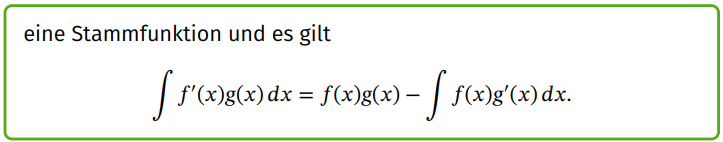 eine Stammfunktion und es gilt
∫ f′(x)g(x) dx = f(x)g(x) − ∫ f(x)g′(x) dx.